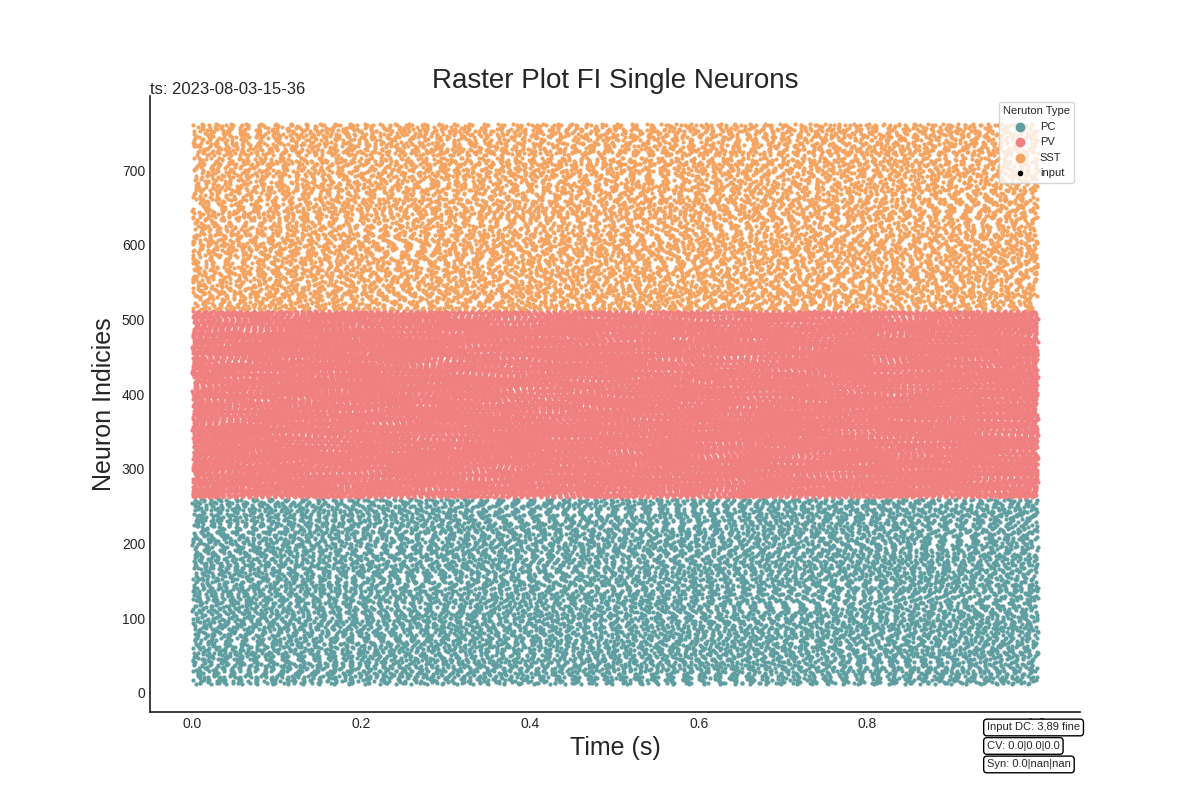 Raster Plot FI Single Neurons
ts: 2023-08-03-15-36
Neruton Type
PC
PV
SST
input
Neuron Indicies
700
600
500
400
300
200
100
0
0.0
0.2
0.4
0.6
0.8
Time (s)
Input DC: 3,89 fine
CV: 0.0|0.0|0.0
Syn: 0.0|nan|nan